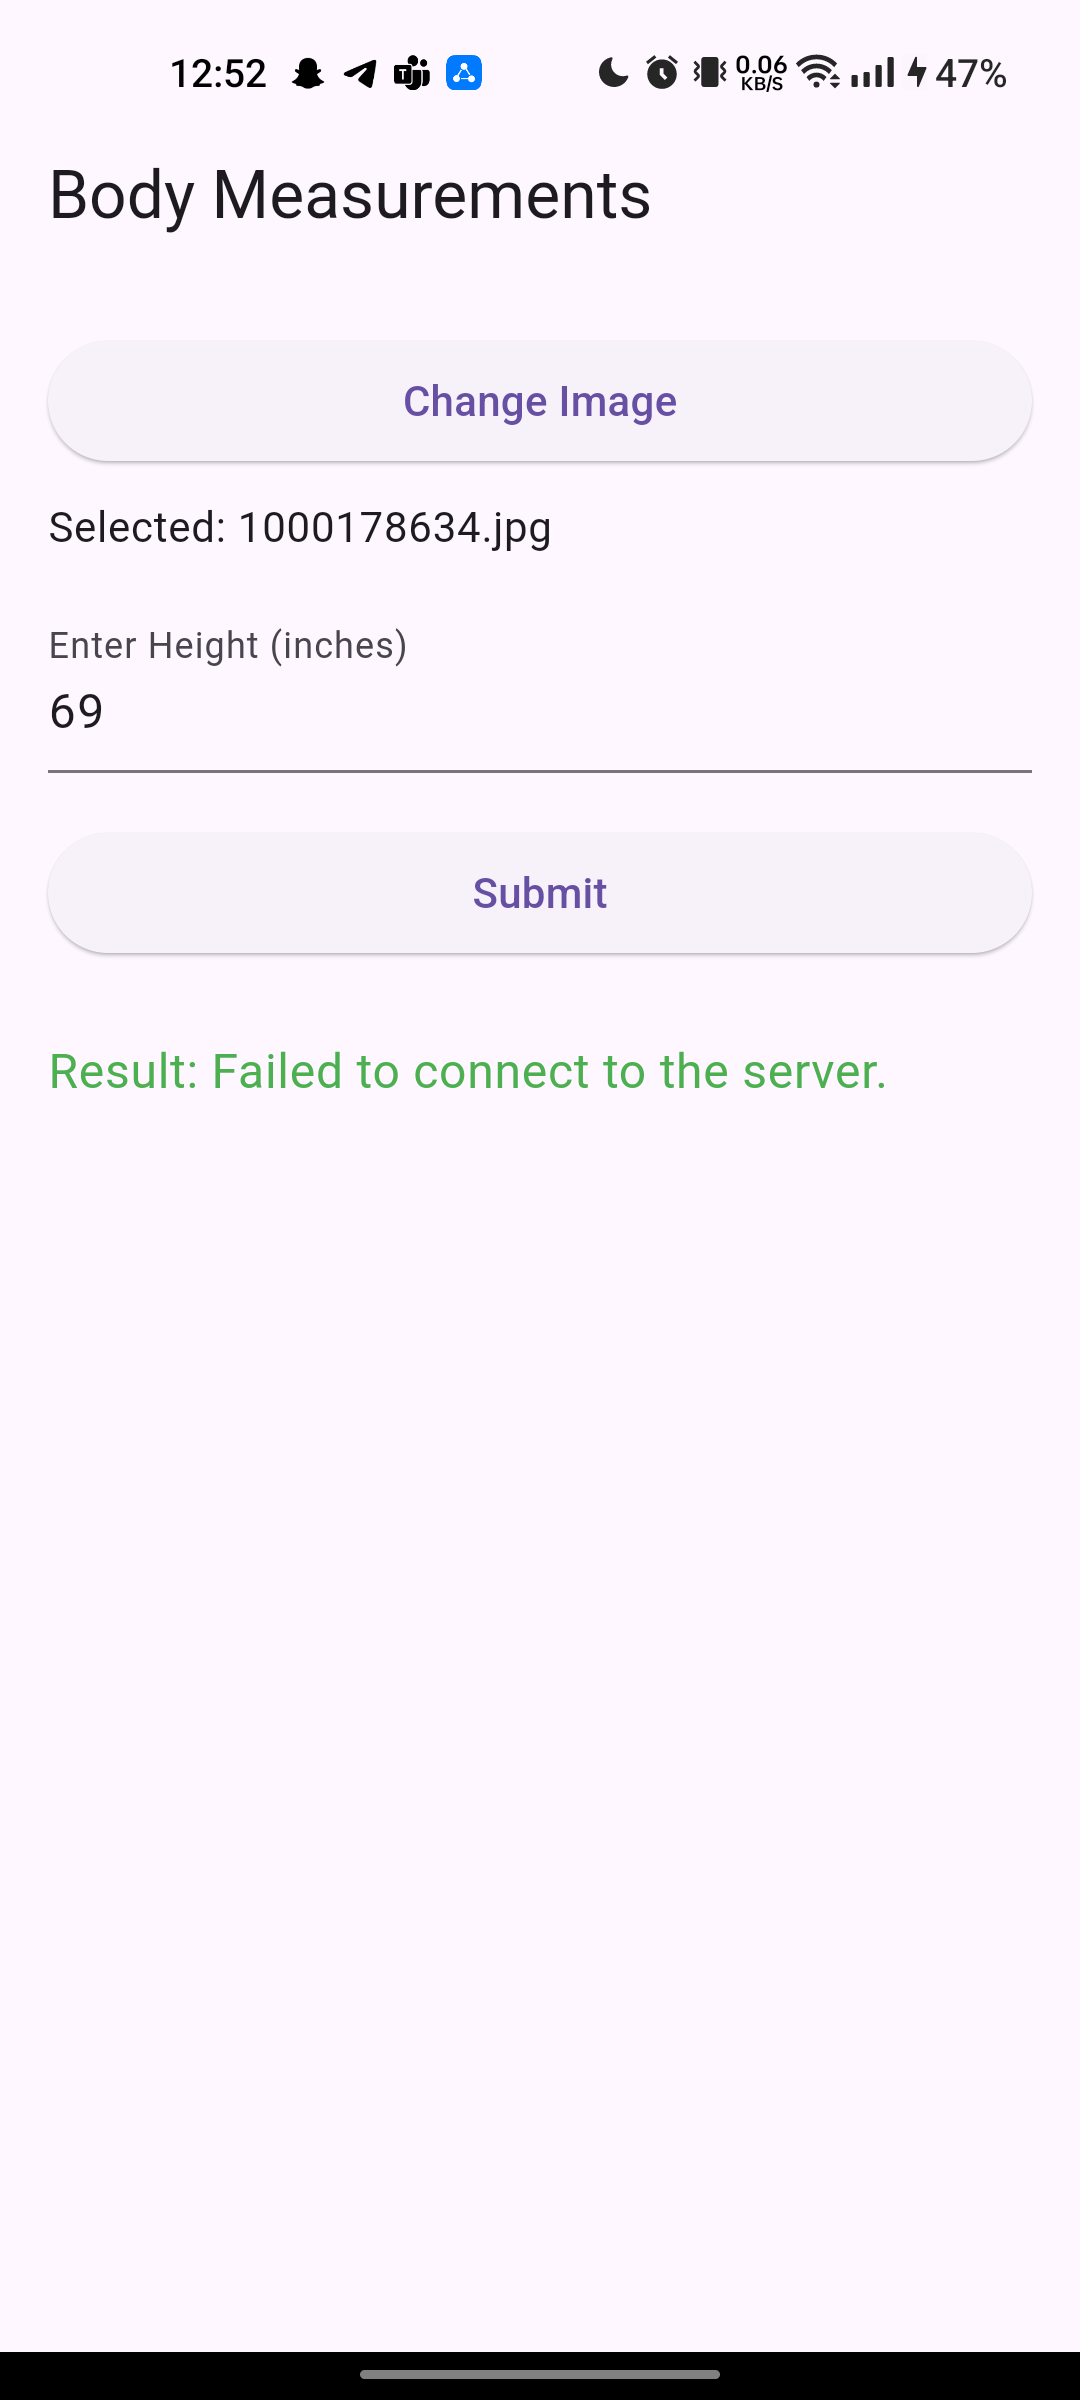 12:52
0.06
KB/S
47%
Body Measurements
Change Image
Selected: 1000178634.jpg
Enter Height (inches)
69
Submit
Result: Failed to connect to the server.